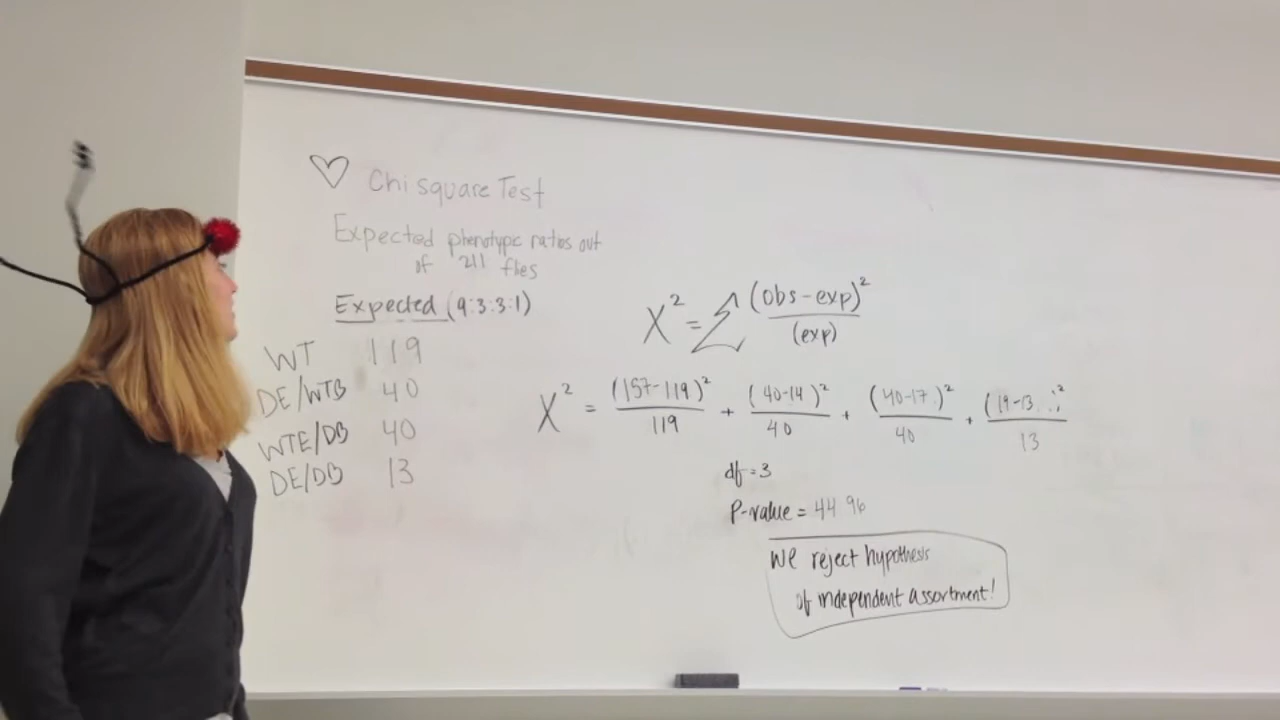 Chi square Test
Expected phenotypic ratios out
of 211 flies
Expected (9:3:3:1)
WT 119
DE/WTB 40
WTE/DB 40
DE/DB 13
X² = Σ (obs-exp)² / (exp)
X² = (157-119)² / 119 + (40-14)² / 40 + (40-17)² / 40 + (19-13)² / 13
df = 3
P-value = 44.96
we reject hypothesis
of independent assortment!